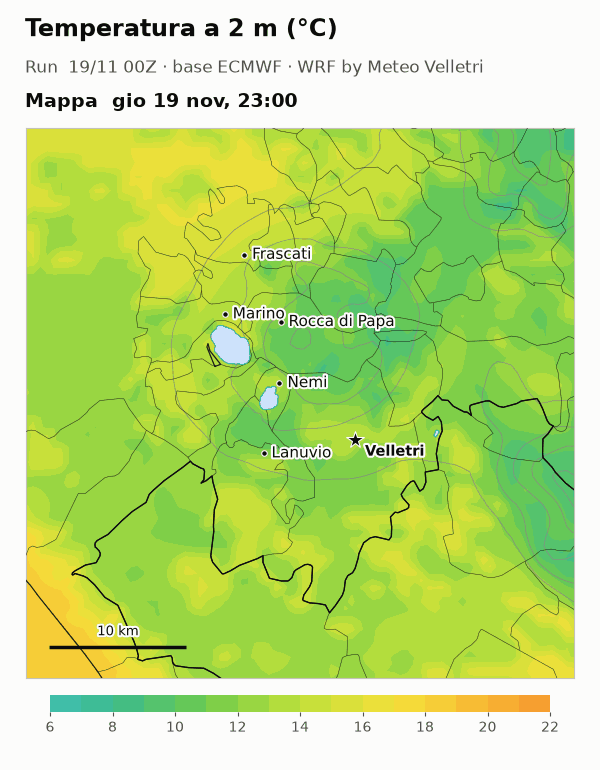 Temperatura a 2 m (°C)
Run  19/11 00Z · base ECMWF · WRF by Meteo Velletri
Mappa  gio 19 nov, 23:00
Frascati
Marino
Rocca di Papa
Nemi
Velletri
Lanuvio
10 km
6 8 10 12 14 16 18 20 22